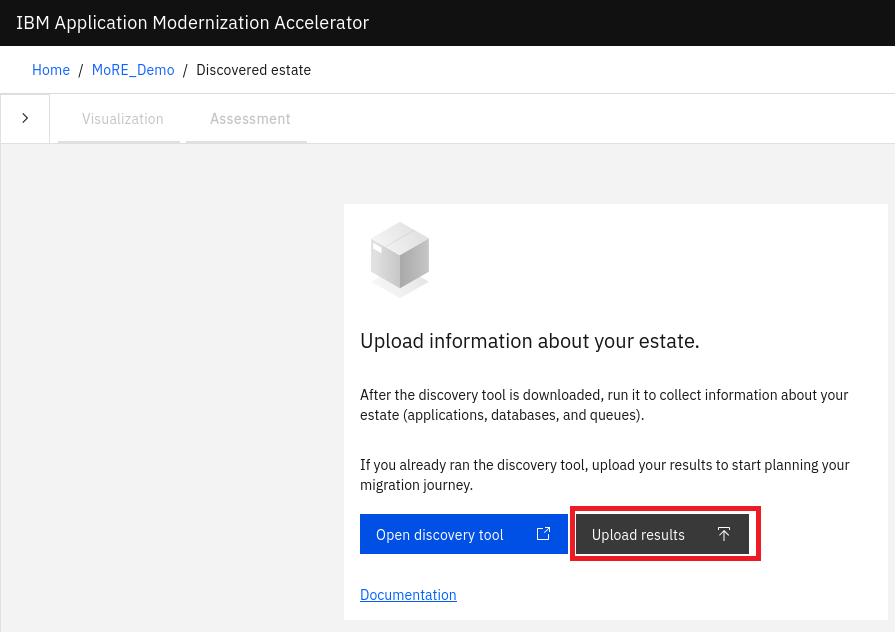 IBM Application Modernization Accelerator
Home / MoRE_Demo / Discovered estate
Visualization Assessment
Upload information about your estate.
After the discovery tool is downloaded, run it to collect information about your
estate (applications, databases, and queues).
If you already ran the discovery tool, upload your results to start planning your
migration journey.
Open discovery tool Upload results
Documentation